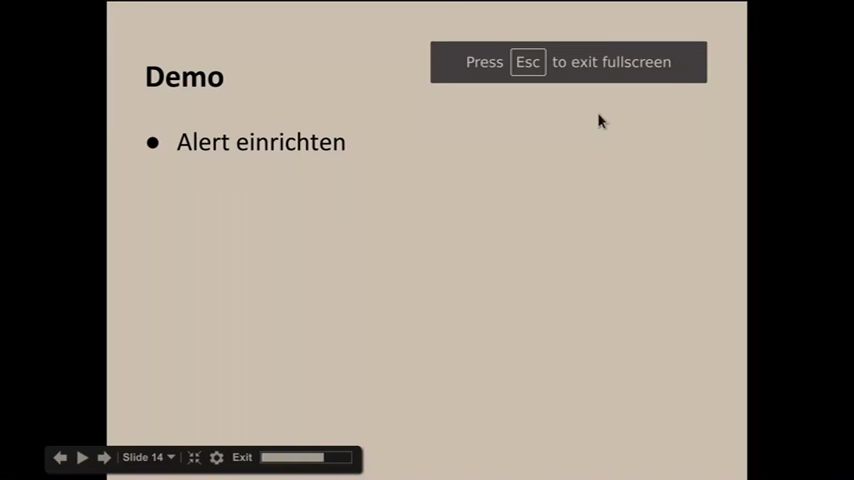 Press Esc to exit fullscreen
Demo
● Alert einrichten
Slide 14 Exit